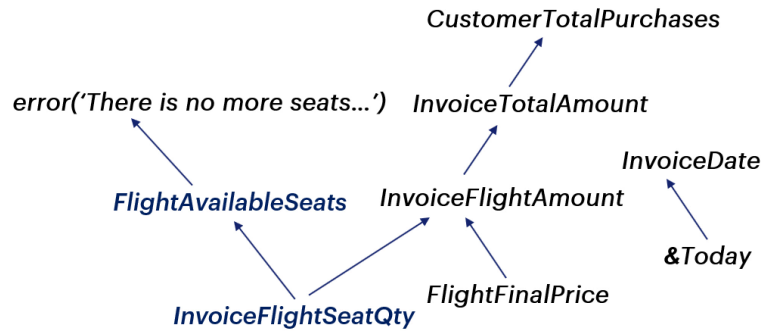 CustomerTotalPurchases
error(‘There is no more seats...’)
InvoiceTotalAmount
InvoiceDate
FlightAvailableSeats
InvoiceFlightAmount
&Today
FlightFinalPrice
InvoiceFlightSeatQty